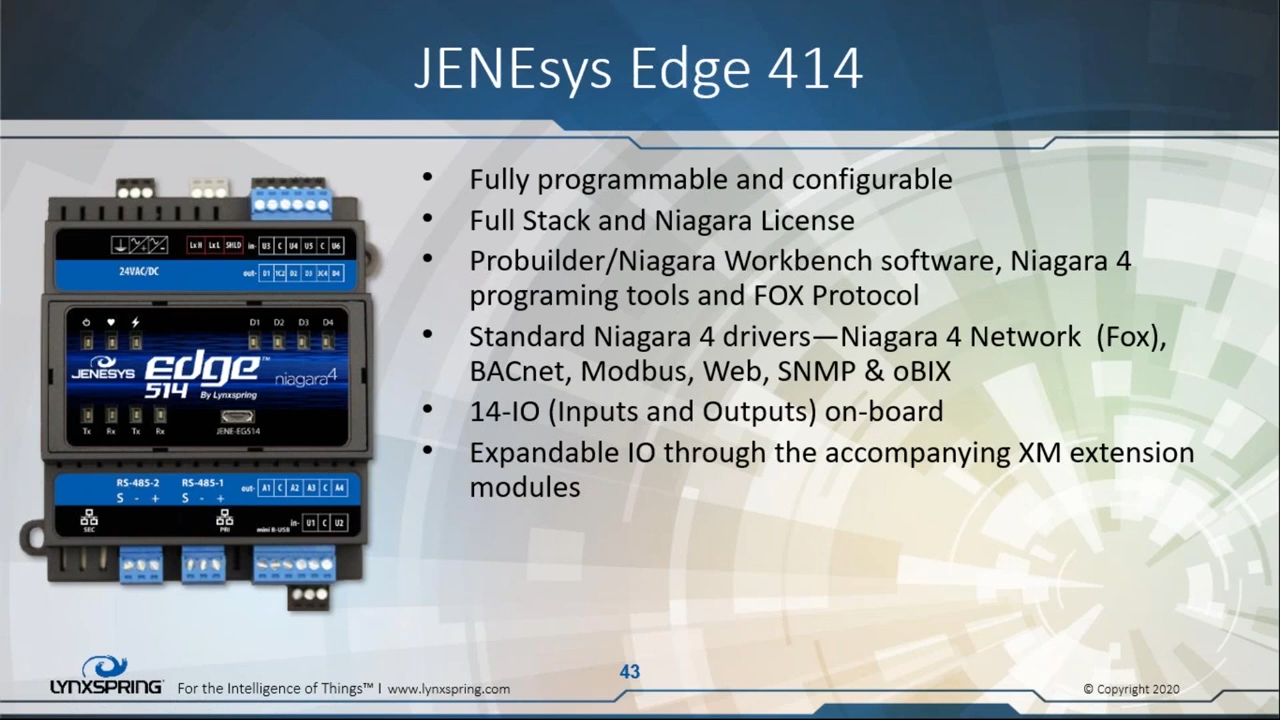 JENEsys Edge 414
• Fully programmable and configurable
• Full Stack and Niagara License
• Probuilder/Niagara Workbench software, Niagara 4
programing tools and FOX Protocol
• Standard Niagara 4 drivers—Niagara 4 Network (Fox),
BACnet, Modbus, Web, SNMP & oBIX
• 14-IO (Inputs and Outputs) on-board
• Expandable IO through the accompanying XM extension
modules
Lx H Lx L SHLD in- U3 C U4 U5 C U6
24VAC/DC out- D1 1C2 D2 D3 3C4 D4
D1 D2 D3 D4
JENESYS edge™ niagara4
514 By Lynxspring
Tx Rx Tx Rx JENE-EG514
RS-485-2 RS-485-1 out- A1 C A2 A3 C A4
S - + S - +
SEC PRI mini B-USB in- U1 C U2
LYNXSPRING For the Intelligence of Things™ | www.lynxspring.com
43
© Copyright 2020